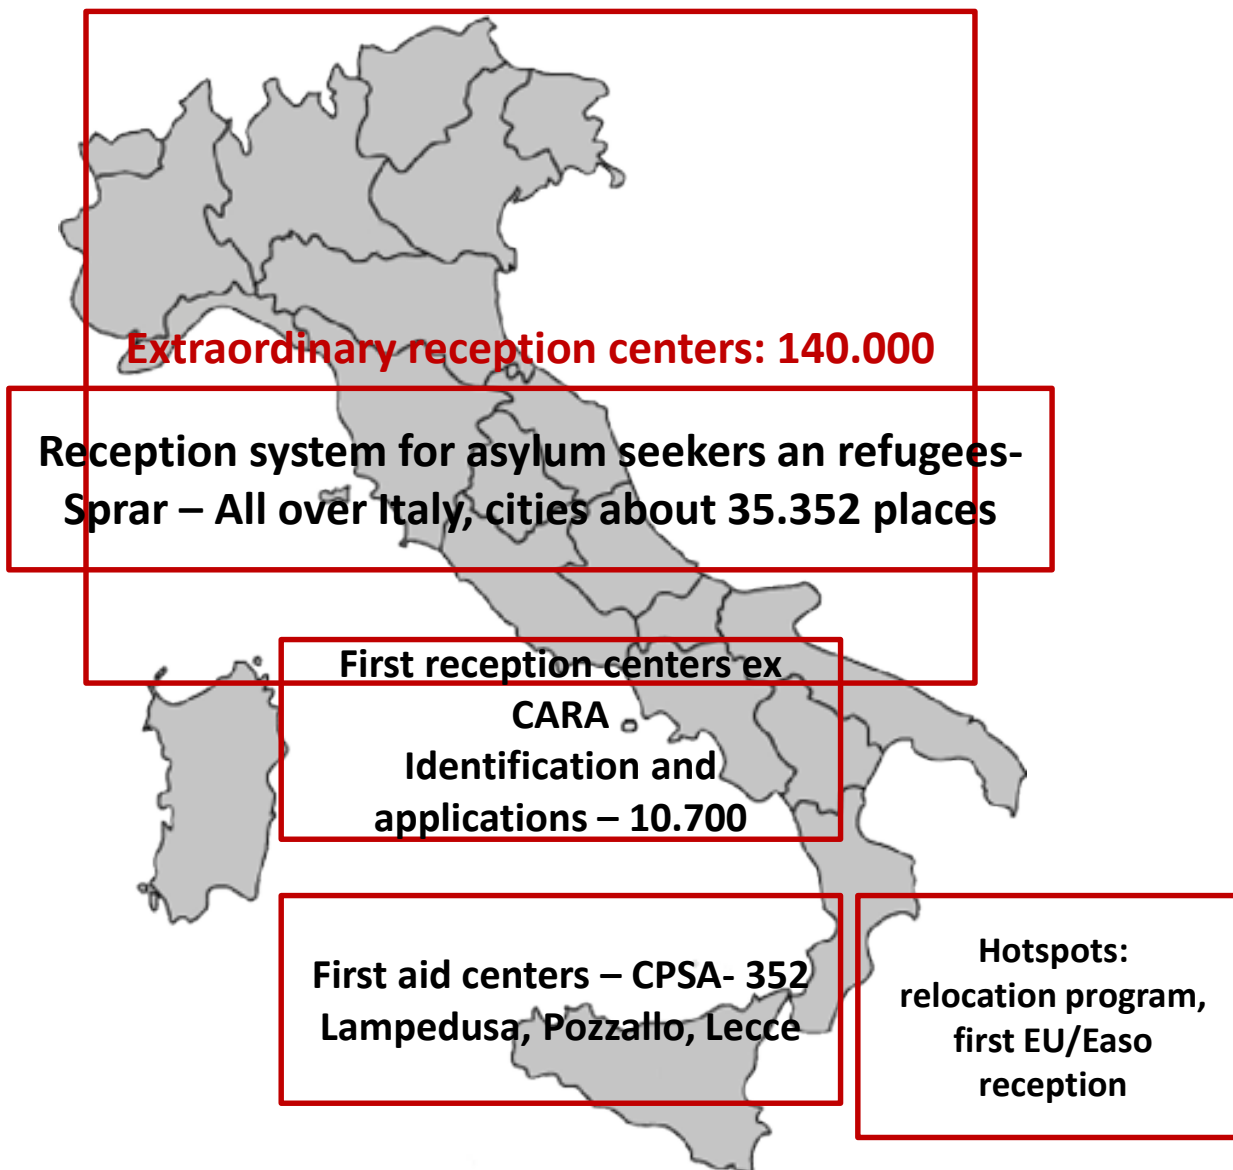 Extraordinary reception centers: 140.000
Reception system for asylum seekers an refugees-
Sprar – All over Italy, cities about 35.352 places
First reception centers ex
CARA
Identification and
applications – 10.700
First aid centers – CPSA- 352
Lampedusa, Pozzallo, Lecce
Hotspots:
relocation program,
first EU/Easo
reception